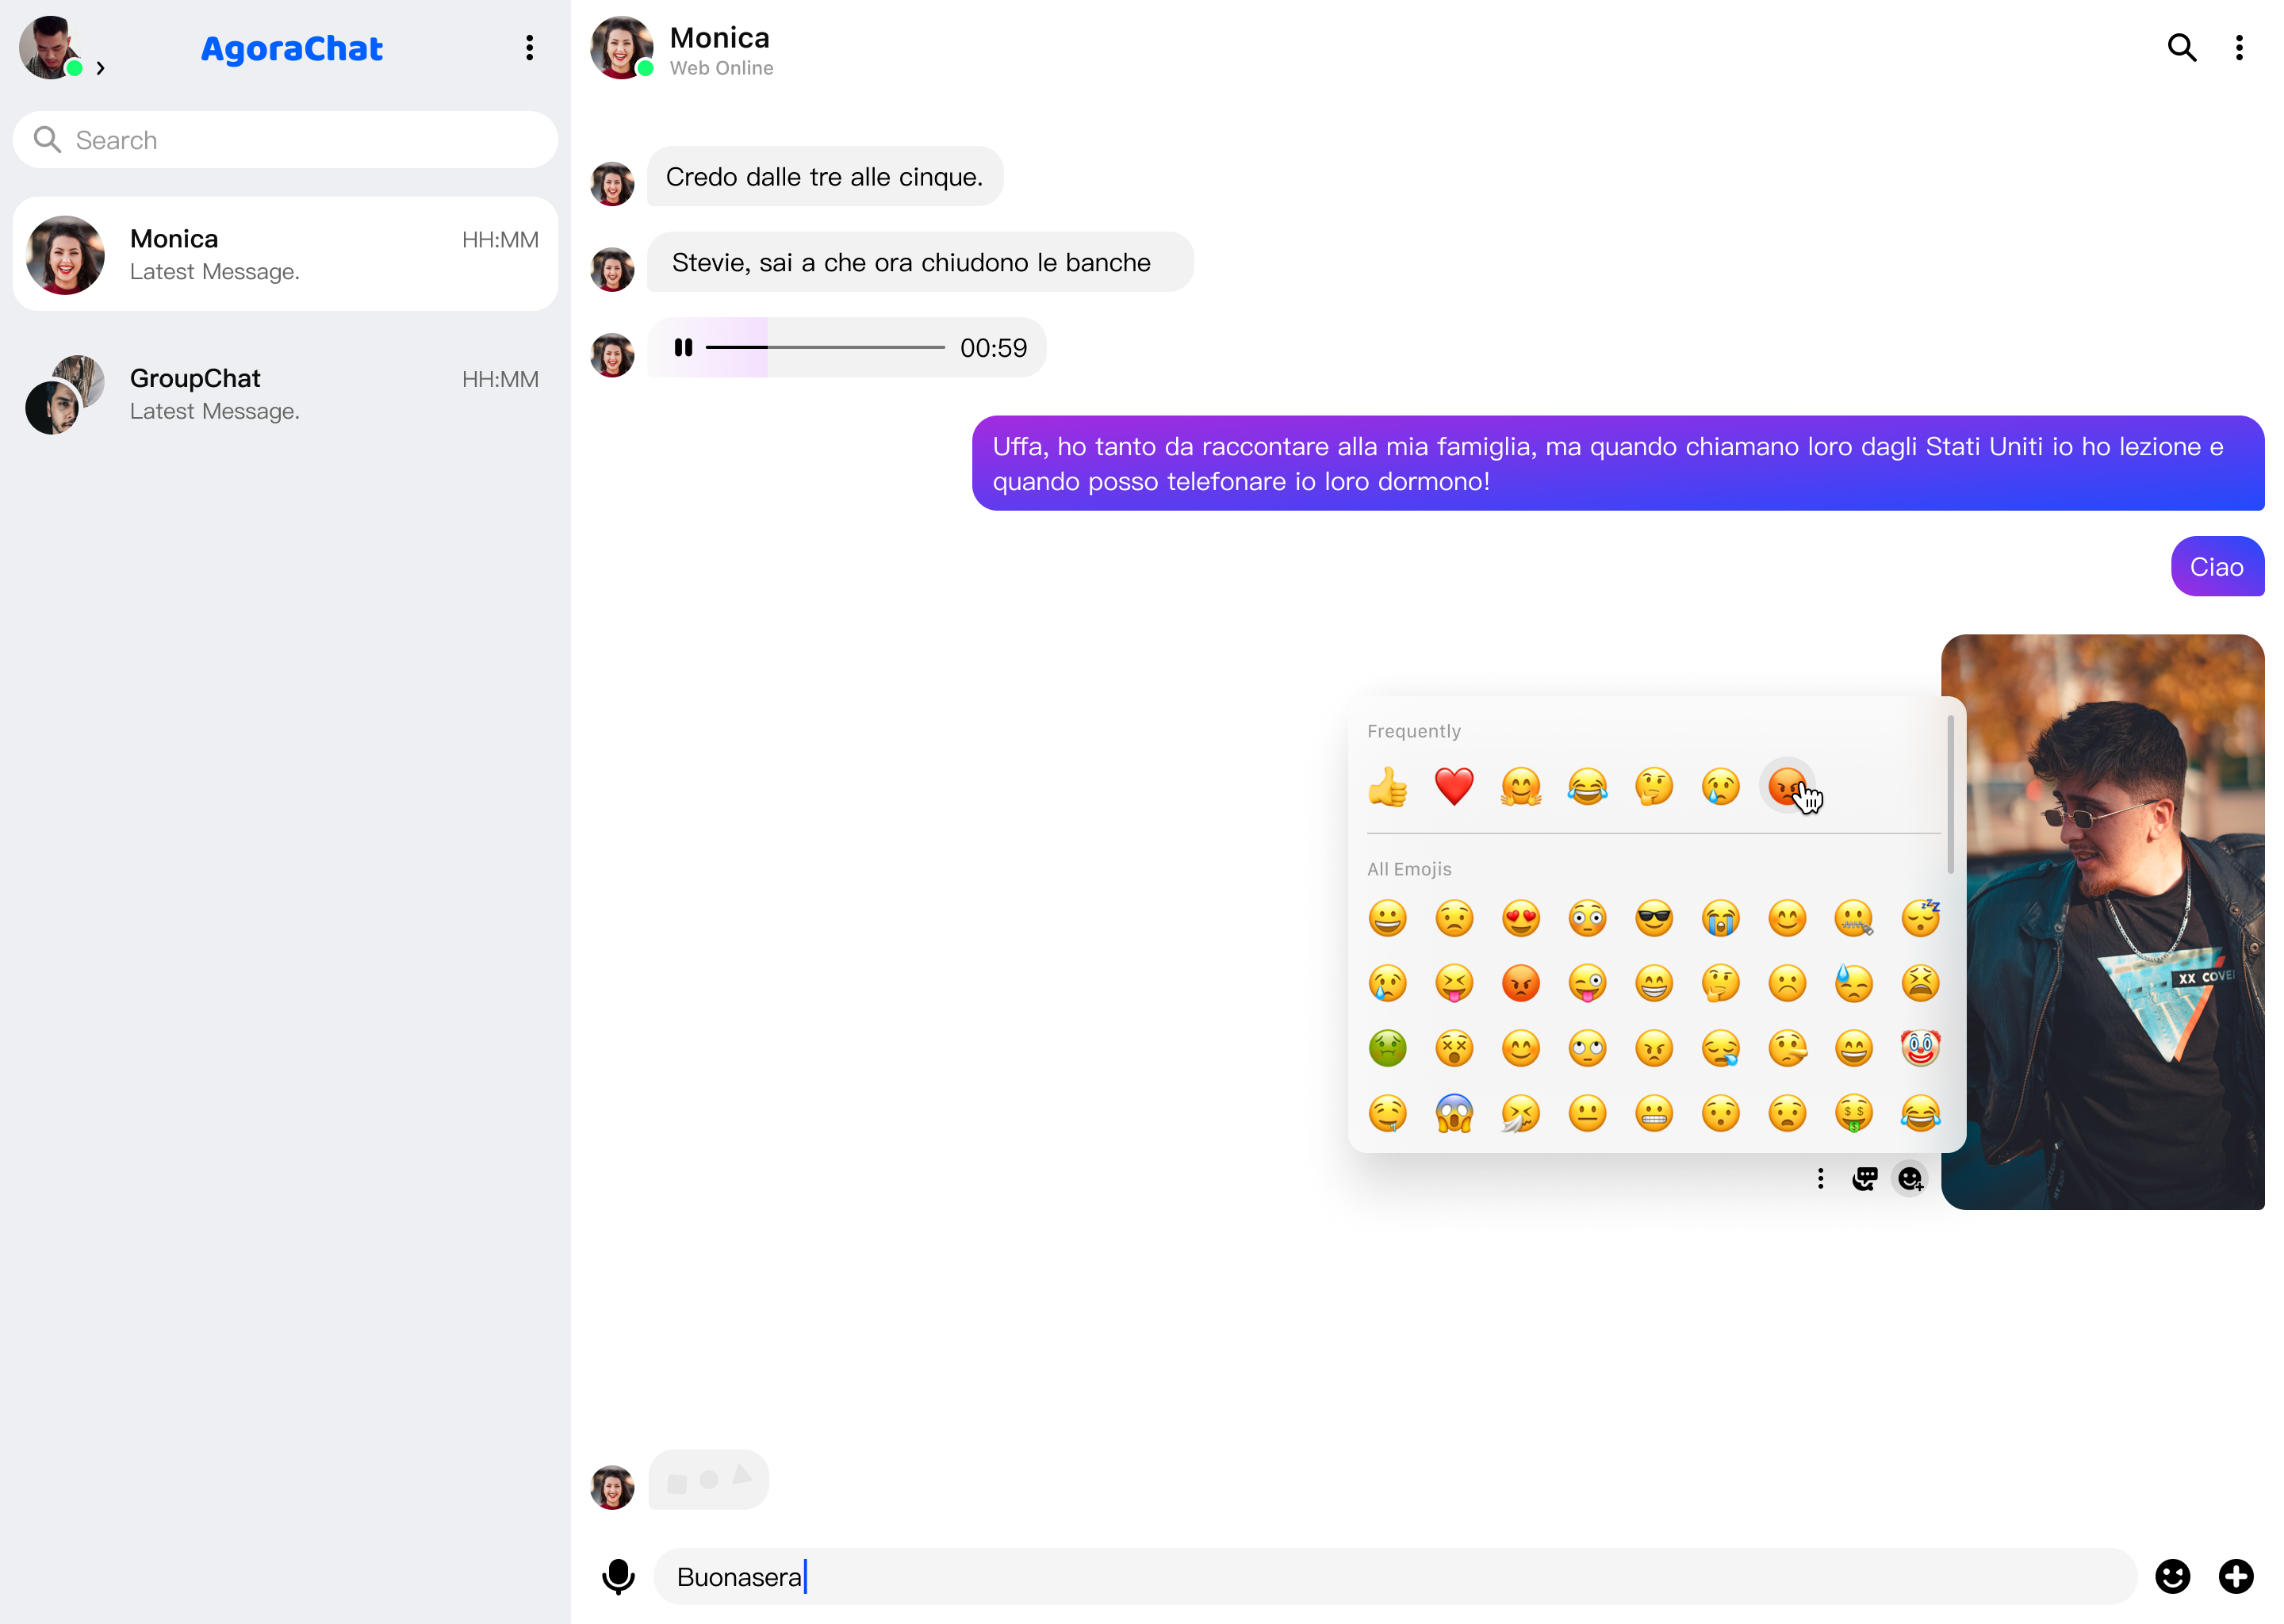 AgoraChat
Search
Monica
HH:MM
Latest Message.
GroupChat
HH:MM
Latest Message.
Monica
Web Online
Credo dalle tre alle cinque.
Stevie, sai a che ora chiudono le banche
00:59
Uffa, ho tanto da raccontare alla mia famiglia, ma quando chiamano loro dagli Stati Uniti io ho lezione e
quando posso telefonare io loro dormono!
Ciao
Frequently
All Emojis
XX COVE
Buonasera